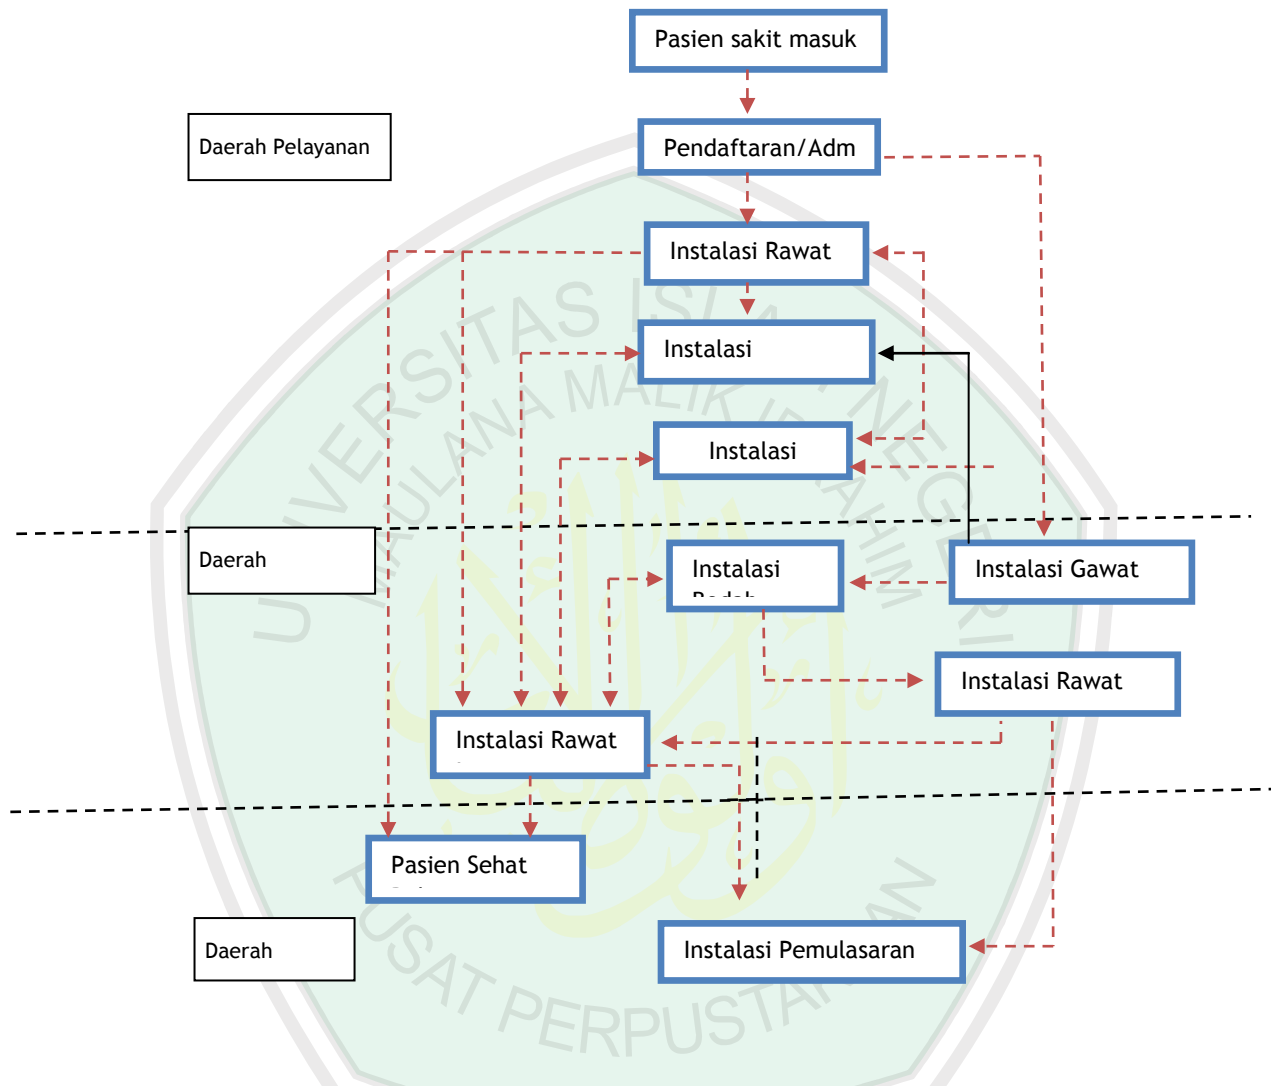 Pasien sakit masuk
Daerah Pelayanan
Pendaftaran/Adm
Instalasi Rawat
Instalasi
Instalasi
Daerah
Instalasi
Instalasi Gawat
Instalasi Rawat
Instalasi Rawat
Pasien Sehat
Daerah
Instalasi Pemulasaran
UNIVERSITAS ISLAM NEGERI
MAULANA MALIK IBRAHIM
PUSAT PERPUSTAKAAN